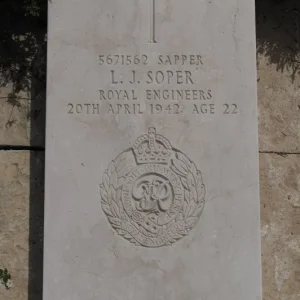 5671562 SAPPER
L. J. SOPER
ROYAL ENGINEERS
20TH APRIL 1942 AGE 22